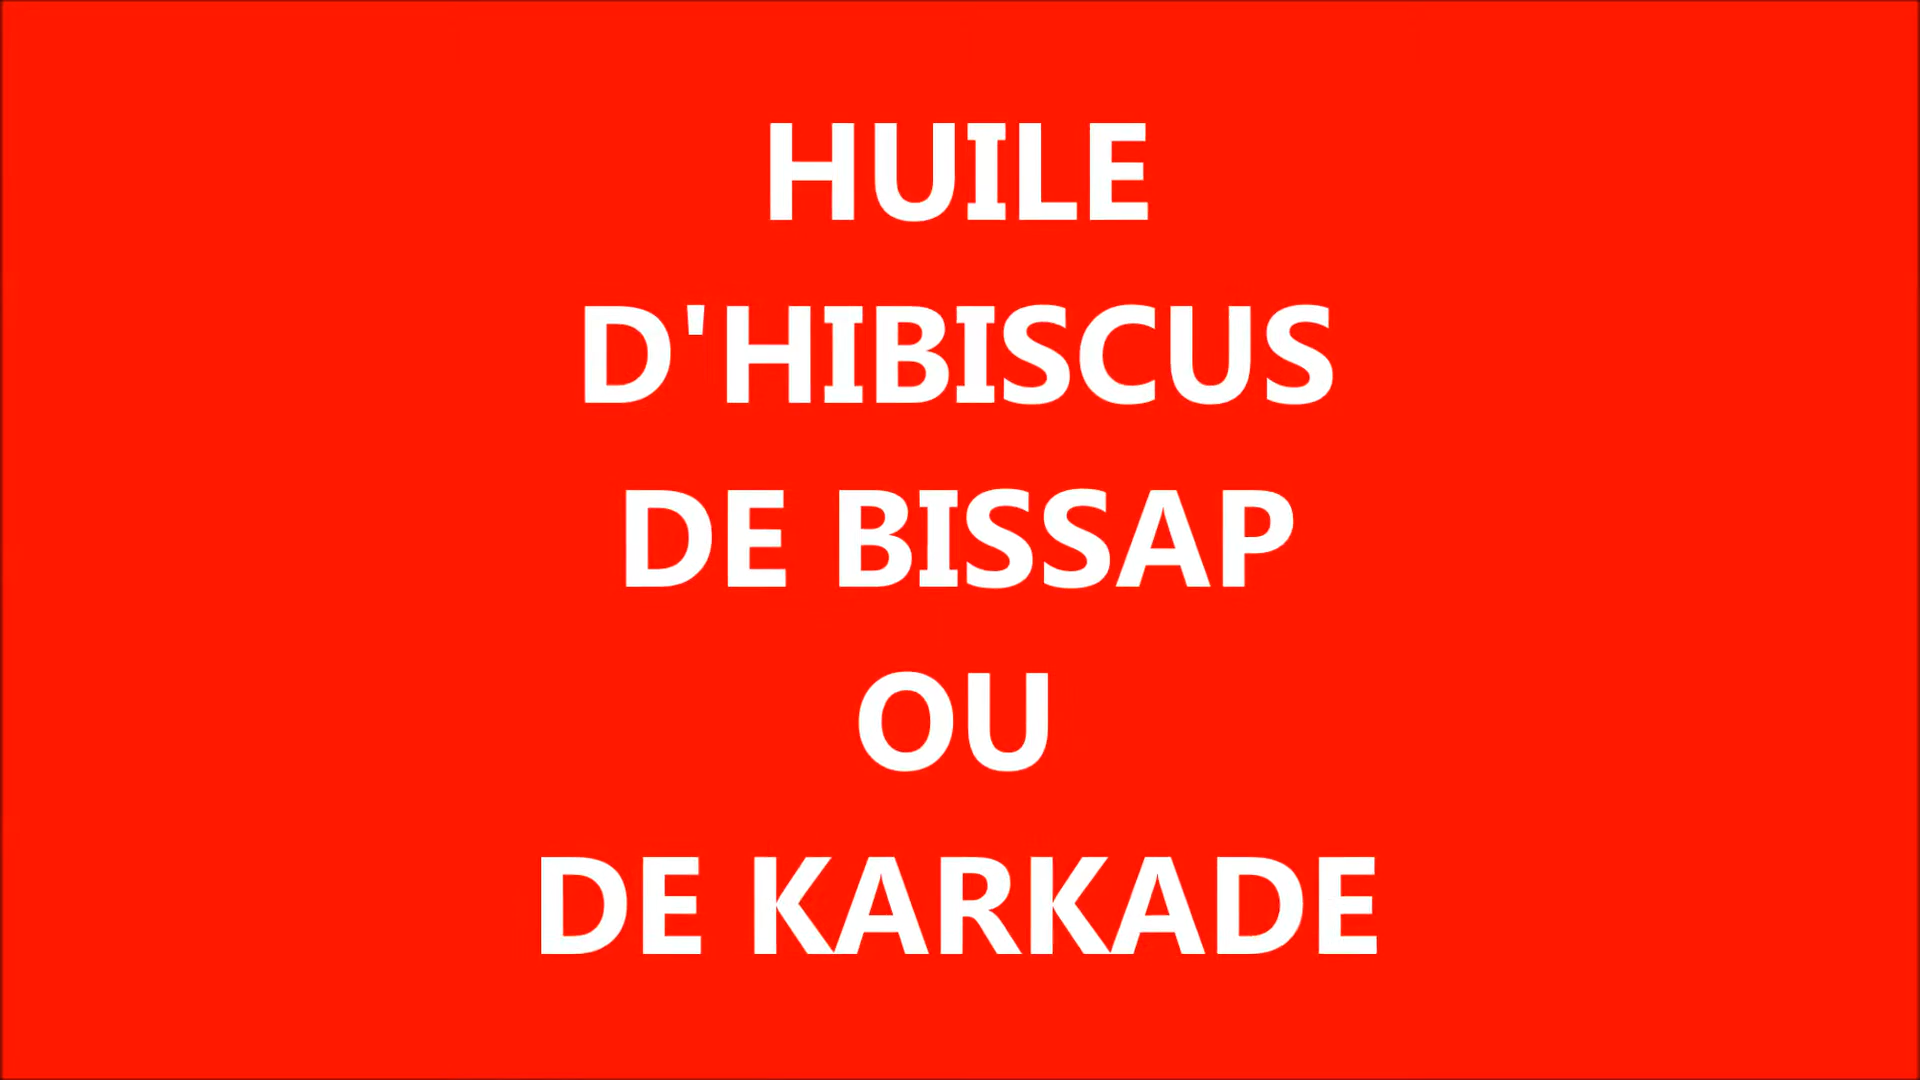 HUILE
D'HIBISCUS
DE BISSAP
OU
DE KARKADE